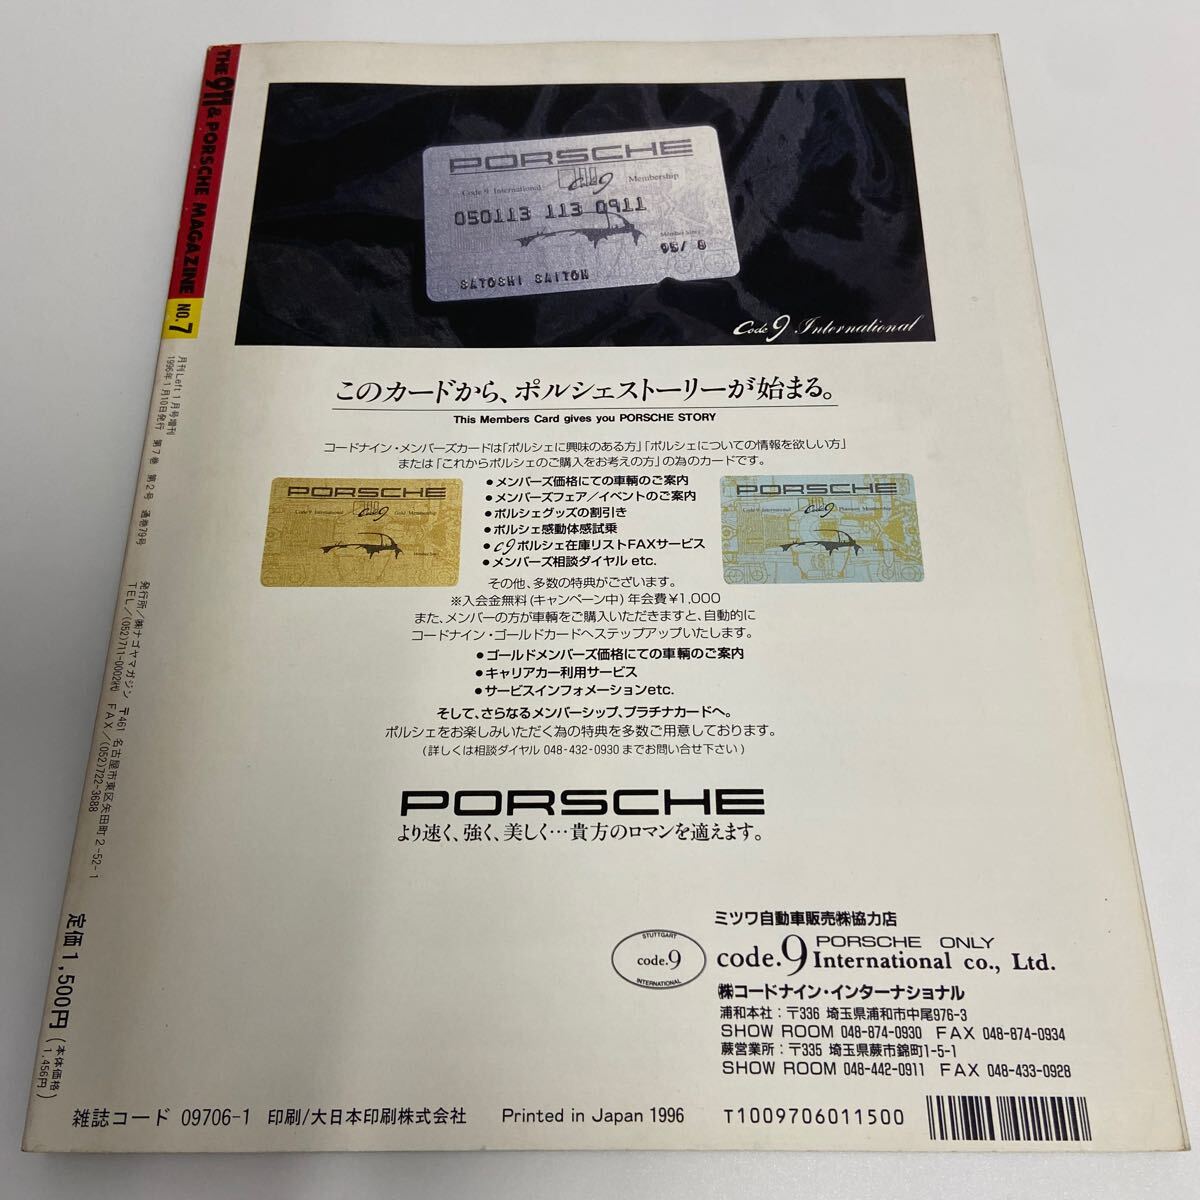 THE 911 & PORSCHE MAGAZINE NO.7
月刊Left1月号増刊
1996年1月10日発行 第7巻 第2号 通巻79号
発行所/㈱ナゴヤマガジン 〒461 名古屋市東区矢田町2-52-1
TEL/(052)711-0002㈹ FAX/(052)722-3688
定価1,500円(本体価格1,456円)
PORSCHE
Code 9 International code 9 Membership
050113 113 0911
Member Since
95/ 8
SATOSHI SAITOH
Code 9 International
このカードから、ポルシェストーリーが始まる。
This Members Card gives you PORSCHE STORY
コードナイン・メンバーズカードは「ポルシェに興味のある方」「ポルシェについての情報を欲しい方」
または「これからポルシェのご購入をお考えの方」の為のカードです。
PORSCHE
Code 9 International code 9 Gold Membership
Member Since
●メンバーズ価格にての車輌のご案内
●メンバーズフェア/イベントのご案内
●ポルシェグッズの割引き
●ポルシェ感動体感試乗
●c9ポルシェ在庫リストFAXサービス
●メンバーズ相談ダイヤル etc.
PORSCHE
Code 9 International code 9 Platinum Membership
その他、多数の特典がございます。
※入会金無料(キャンペーン中)年会費¥1,000
また、メンバーの方が車輌をご購入いただきますと、自動的に
コードナイン・ゴールドカードへステップアップいたします。
●ゴールドメンバーズ価格にての車輌のご案内
●キャリアカー利用サービス
●サービスインフォメーションetc.
そして、さらなるメンバーシップ、プラチナカードへ。
ポルシェをお楽しみいただく為の特典を多数ご用意しております。
(詳しくは相談ダイヤル 048-432-0930 までお問い合せ下さい)
PORSCHE
より速く、強く、美しく…貴方のロマンを適えます。
ミツワ自動車販売㈱協力店
STUTTGART
code.9
INTERNATIONAL
code.9 PORSCHE ONLY
International co., Ltd.
㈱コードナイン・インターナショナル
浦和本社:〒336 埼玉県浦和市中尾976-3
SHOW ROOM 048-874-0930 FAX 048-874-0934
蕨営業所:〒335 埼玉県蕨市錦町1-5-1
SHOW ROOM 048-442-0911 FAX 048-433-0928
雑誌コード 09706-1 印刷/大日本印刷株式会社 Printed in Japan 1996 T1009706011500